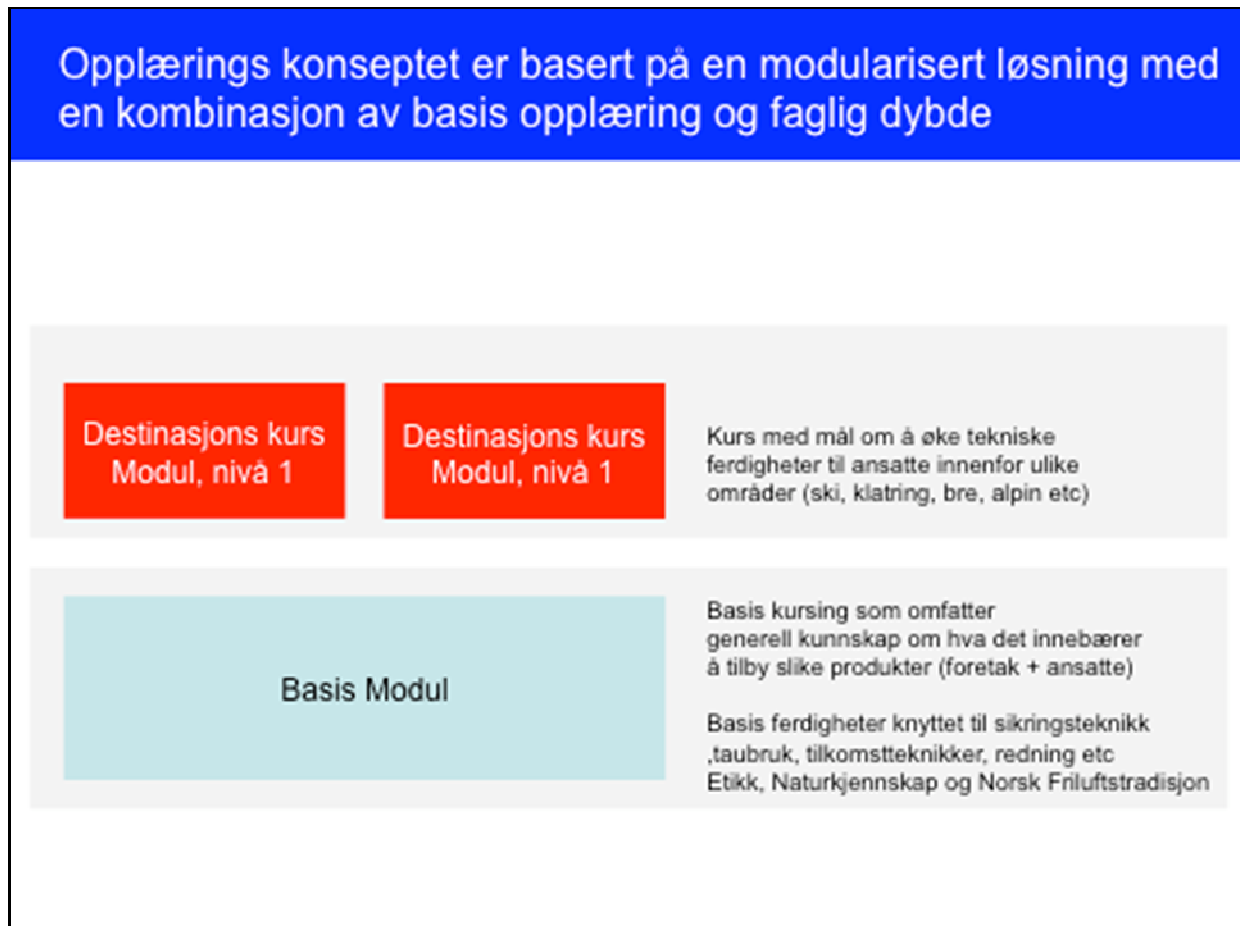 Opplærings konseptet er basert på en modularisert løsning med
en kombinasjon av basis opplæring og faglig dybde
Destinasjons kurs
Modul, nivå 1
Destinasjons kurs
Modul, nivå 1
Kurs med mål om å øke tekniske
ferdigheter til ansatte innenfor ulike
områder (ski, klatring, bre, alpin etc)
Basis Modul
Basis kursing som omfatter
generell kunnskap om hva det innebærer
å tilby slike produkter (foretak + ansatte)
Basis ferdigheter knyttet til sikringsteknikk
,taubruk, tilkomstteknikker, redning etc
Etikk, Naturkjennskap og Norsk Friluftstradisjon